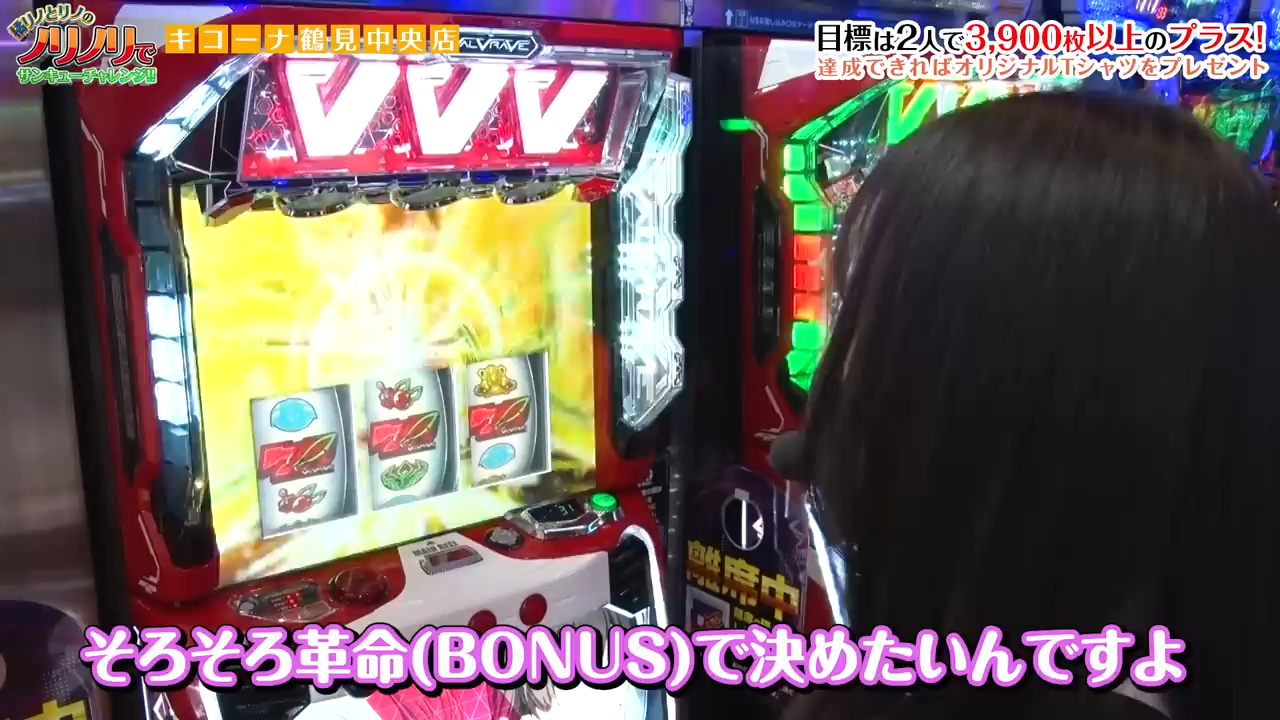 ノリノリで
サンキューチャレンジ!!
キコーナ鶴見中央店
目標は2人で3,900枚以上のプラス!
達成できればオリジナルTシャツをプレゼント
VALVRAVE
VVV
MAIN REEL
離席中
そろそろ革命(BONUS)で決めたいんですよ